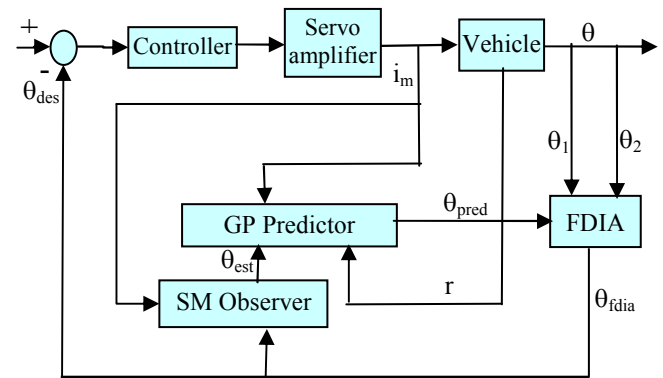 +
-
θdes
Controller
Servo
amplifier
im
Vehicle
θ
θ1
θ2
GP Predictor
θpred
FDIA
θest
SM Observer
r
θfdia